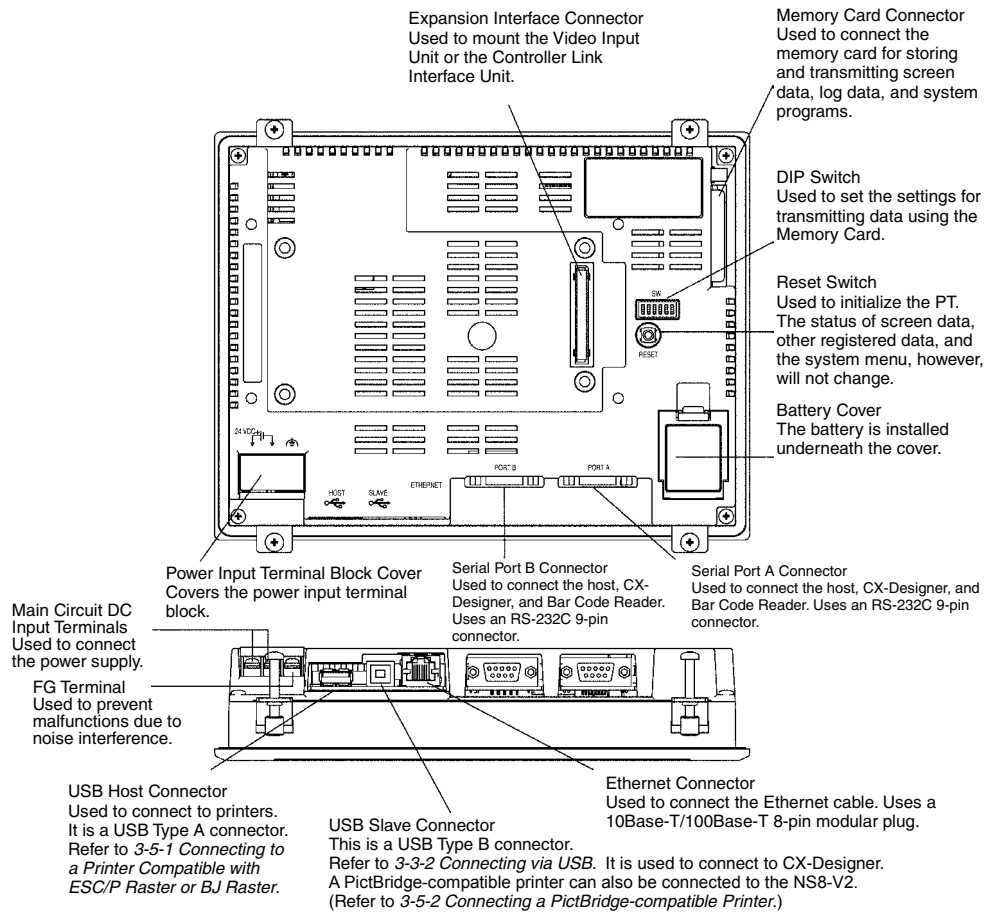 Expansion Interface Connector
Used to mount the Video Input
Unit or the Controller Link
Interface Unit.
Memory Card Connector
Used to connect the
memory card for storing
and transmitting screen
data, log data, and system
programs.
DIP Switch
Used to set the settings for
transmitting data using the
Memory Card.
Reset Switch
Used to initialize the PT.
The status of screen data,
other registered data, and
the system menu, however,
will not change.
Battery Cover
The battery is installed
underneath the cover.
SW
RESET
24 VDC
HOST
SLAVE
ETHERNET
PORT B
PORT A
Power Input Terminal Block Cover
Covers the power input terminal
block.
Serial Port B Connector
Used to connect the host, CX-
Designer, and Bar Code Reader.
Uses an RS-232C 9-pin
connector.
Serial Port A Connector
Used to connect the host, CX-Designer, and
Bar Code Reader. Uses an RS-232C 9-pin
connector.
Main Circuit DC
Input Terminals
Used to connect
the power supply.
FG Terminal
Used to prevent
malfunctions due to
noise interference.
USB Host Connector
Used to connect to printers.
It is a USB Type A connector.
Refer to 3-5-1 Connecting to
a Printer Compatible with
ESC/P Raster or BJ Raster.
USB Slave Connector
This is a USB Type B connector.
Refer to 3-3-2 Connecting via USB. It is used to connect to CX-Designer.
A PictBridge-compatible printer can also be connected to the NS8-V2.
(Refer to 3-5-2 Connecting a PictBridge-compatible Printer.)
Ethernet Connector
Used to connect the Ethernet cable. Uses a
10Base-T/100Base-T 8-pin modular plug.